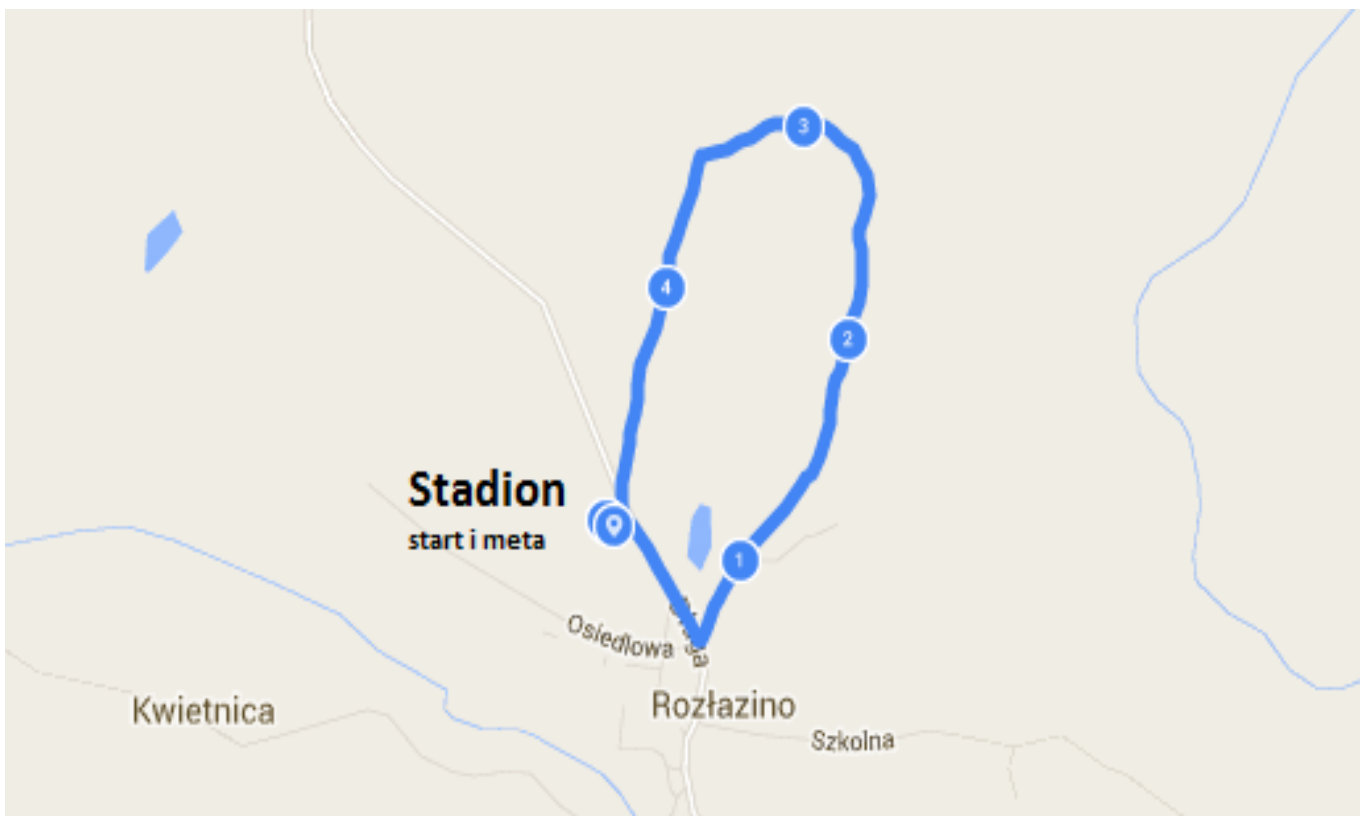 3
4
2
Stadion
start i meta
1
Osiedlowa
Rozłazino
Kwietnica
Szkolna